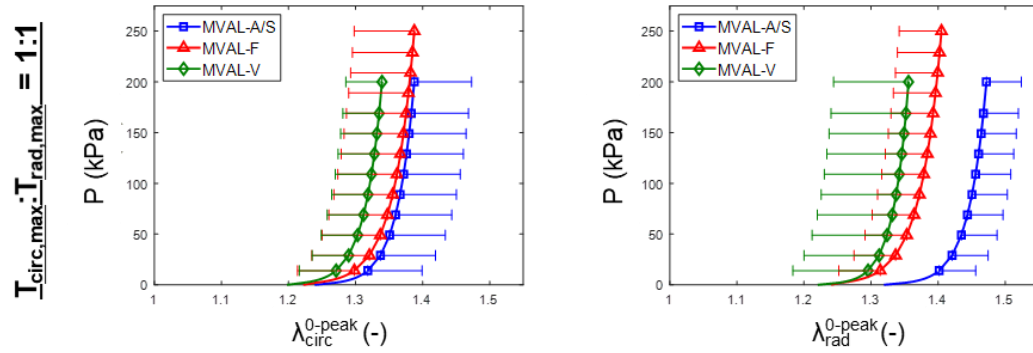 T_circ,max:T_rad,max = 1:1
P (kPa)
250
200
150
100
50
0
MVAL-A/S
MVAL-F
MVAL-V
1 1.1 1.2 1.3 1.4 1.5
λ_circ^0-peak (-)
P (kPa)
250
200
150
100
50
0
MVAL-A/S
MVAL-F
MVAL-V
1 1.1 1.2 1.3 1.4 1.5
λ_rad^0-peak (-)